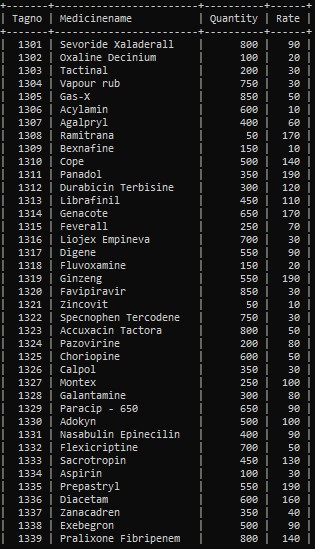 +-------+----------------------+----------+------+
| Tagno | Medicinename         | Quantity | Rate |
+-------+----------------------+----------+------+
|  1301 | Sevoride Xaladerall  |      800 |   90 |
|  1302 | Oxaline Decinium     |      100 |   20 |
|  1303 | Tactinal             |      200 |   30 |
|  1304 | Vapour rub           |      750 |   30 |
|  1305 | Gas-X                |      850 |   50 |
|  1306 | Acylamin             |      600 |   10 |
|  1307 | Agalpryl             |      400 |   60 |
|  1308 | Ramitrana            |       50 |  170 |
|  1309 | Bexnafine            |      150 |   10 |
|  1310 | Cope                 |      500 |  140 |
|  1311 | Panadol              |      350 |  190 |
|  1312 | Durabicin Terbisine  |      300 |  120 |
|  1313 | Librafinil           |      450 |  110 |
|  1314 | Genacote             |      650 |  170 |
|  1315 | Feverall             |      250 |   70 |
|  1316 | Liojex Empineva      |      700 |   30 |
|  1317 | Digene               |      550 |   90 |
|  1318 | Fluvoxamine          |      150 |   20 |
|  1319 | Ginzeng              |      550 |  190 |
|  1320 | Favipiravir          |      850 |   30 |
|  1321 | Zincovit             |       50 |   10 |
|  1322 | Specnophen Tercodene |      750 |   30 |
|  1323 | Accuxacin Tactora    |      800 |   50 |
|  1324 | Pazovirine           |      200 |   80 |
|  1325 | Choriopine           |      600 |   50 |
|  1326 | Calpol               |      350 |   30 |
|  1327 | Montex               |      250 |  100 |
|  1328 | Galantamine          |      300 |   80 |
|  1329 | Paracip - 650        |      650 |   90 |
|  1330 | Adokyn               |      500 |  100 |
|  1331 | Nasabulin Epinecilin |      400 |   90 |
|  1332 | Flexicriptine        |      700 |   50 |
|  1333 | Sacrotropin          |      450 |  130 |
|  1334 | Aspirin              |      100 |   30 |
|  1335 | Prepastryl           |      550 |  190 |
|  1336 | Diacetam             |      600 |  160 |
|  1337 | Zanacadren           |      350 |   40 |
|  1338 | Exebegron            |      500 |   90 |
|  1339 | Pralixone Fibripenem |      800 |  140 |